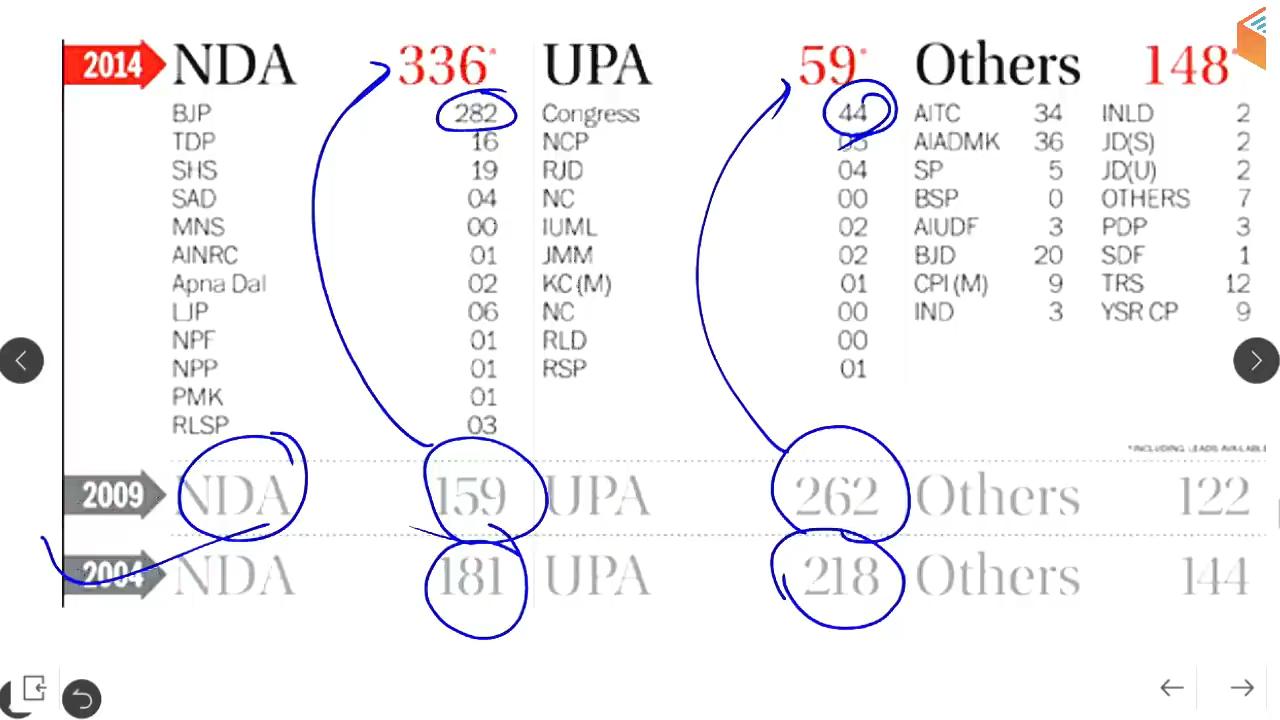 2014 NDA 336* UPA 59* Others 148*
BJP 282 Congress 44 AITC 34 INLD 2
TDP 16 NCP 05 AIADMK 36 JD(S) 2
SHS 19 RJD 04 SP 5 JD(U) 2
SAD 04 NC 00 BSP 0 OTHERS 7
MNS 00 IUML 02 AIUDF 3 PDP 3
AINRC 01 JMM 02 BJD 20 SDF 1
Apna Dal 02 KC(M) 01 CPI(M) 9 TRS 12
LJP 06 NC 00 IND 3 YSR CP 9
NPF 01 RLD 00
NPP 01 RSP 01
PMK 01
RLSP 03
*INCLUDING LEADS AVAILABLE
2009 NDA 159 UPA 262 Others 122
2004 NDA 181 UPA 218 Others 144